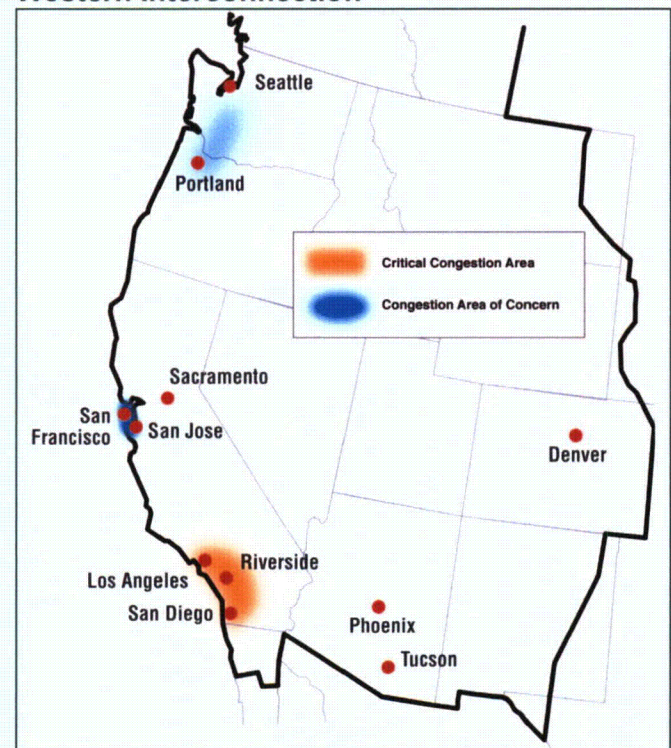 Western Interconnection
Seattle
Portland
Critical Congestion Area
Congestion Area of Concern
Sacramento
San
Francisco
San Jose
Denver
Riverside
Los Angeles
San Diego
Phoenix
Tucson